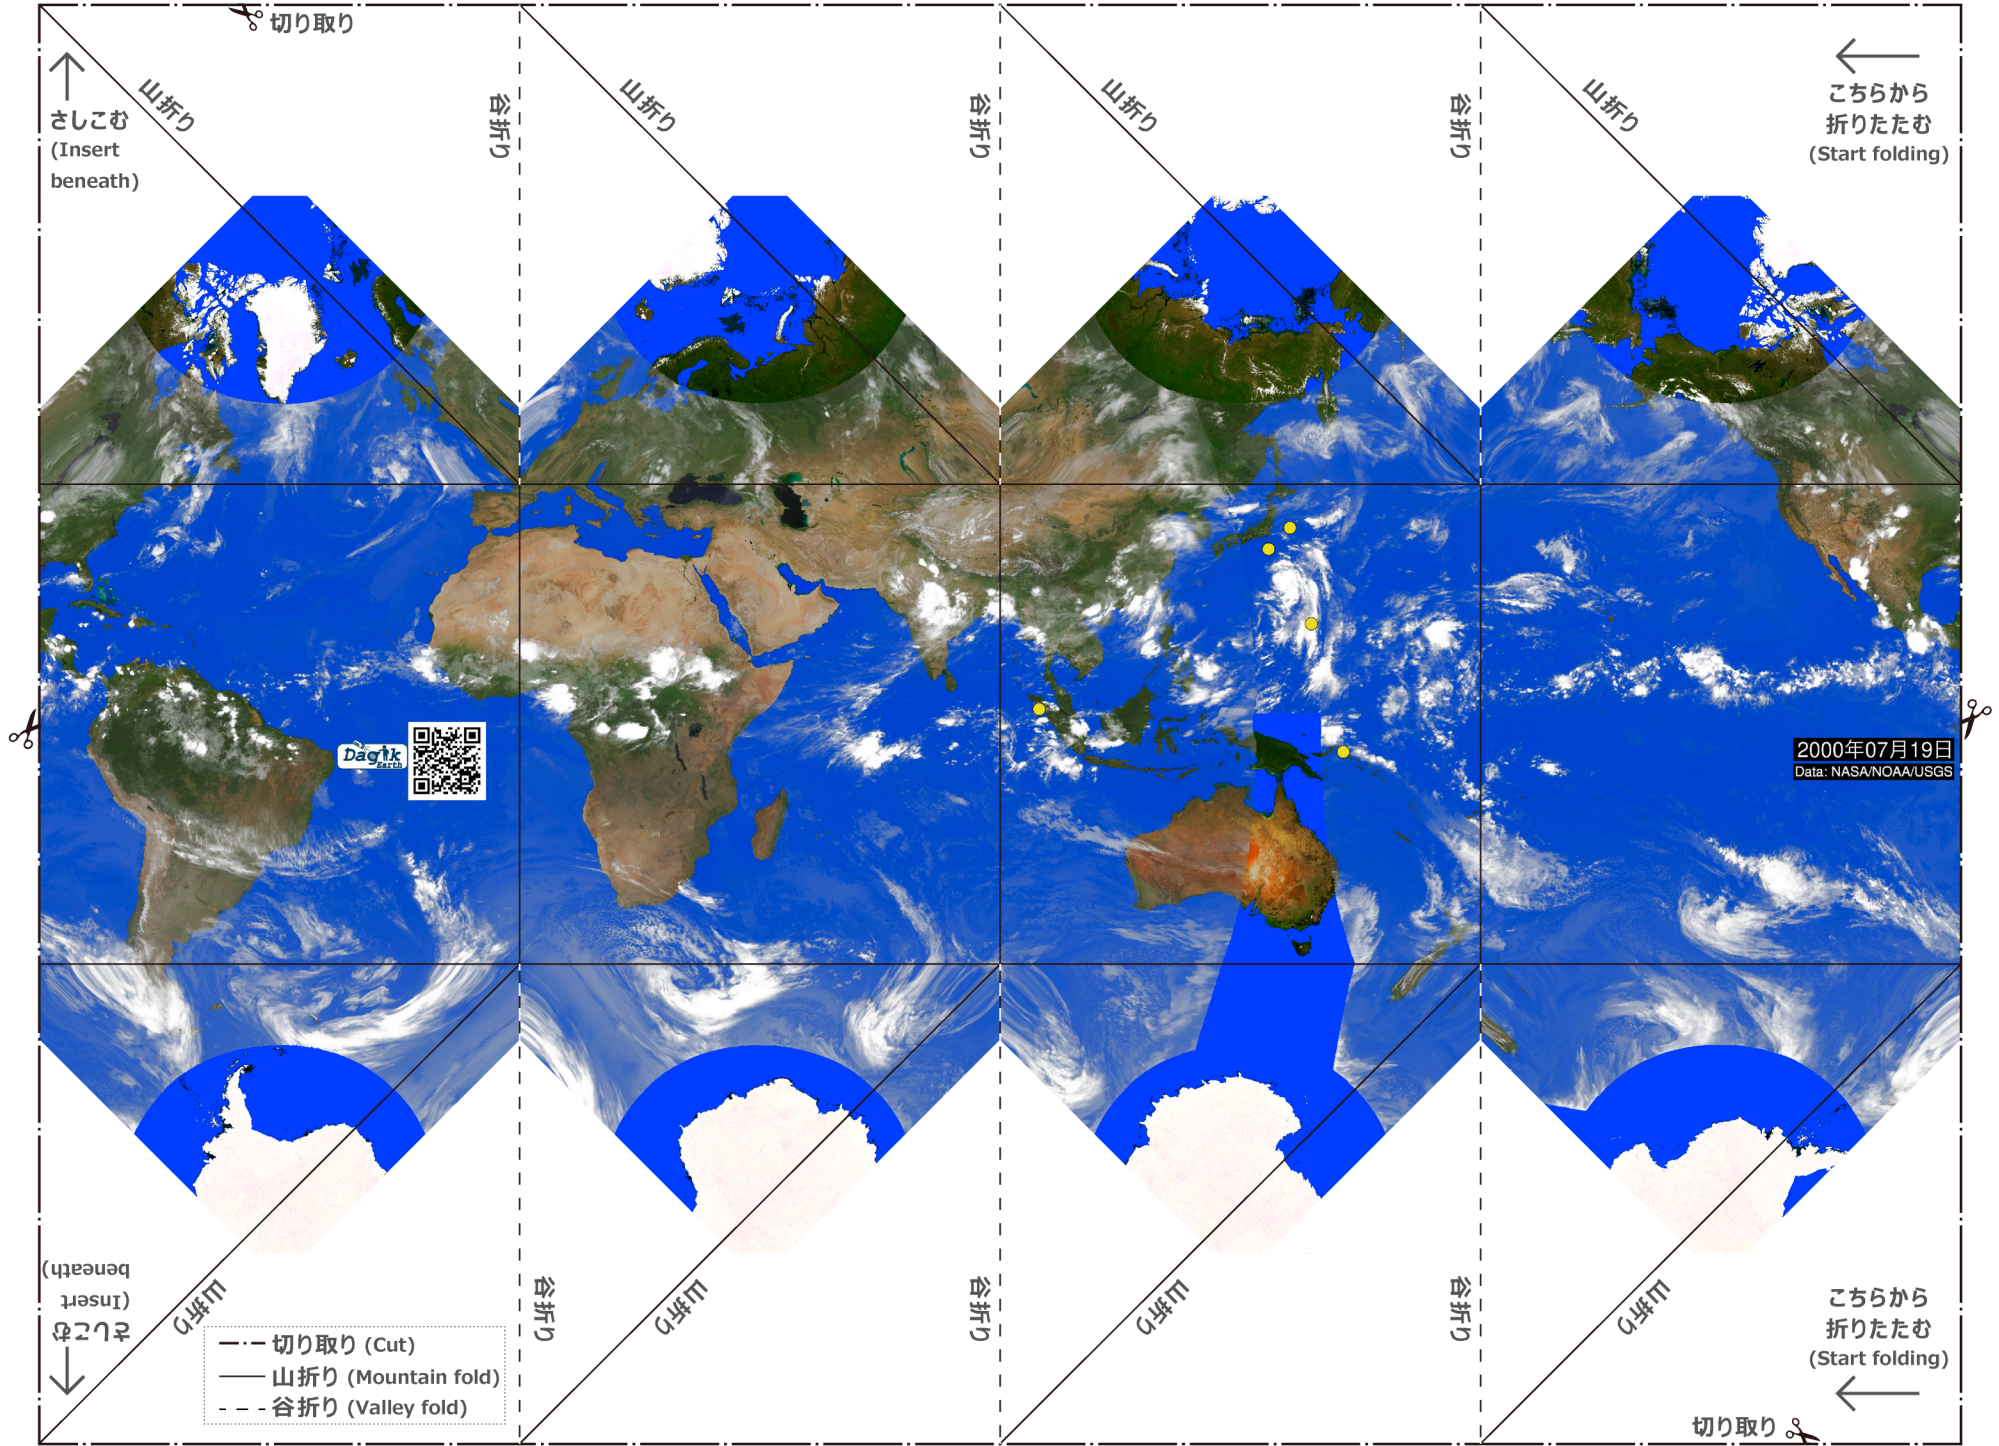 切り取り
さしこむ
(Insert
beneath)
山折り
谷折り
山折り
谷折り
山折り
谷折り
山折り
こちらから
折りたたむ
(Start folding)
Dagik
Earth
2000年07月19日
Data: NASA/NOAA/USGS
さしこむ
(Insert
beneath)
山折り
谷折り
山折り
谷折り
山折り
谷折り
山折り
こちらから
折りたたむ
(Start folding)
切り取り (Cut)
山折り (Mountain fold)
谷折り (Valley fold)
切り取り